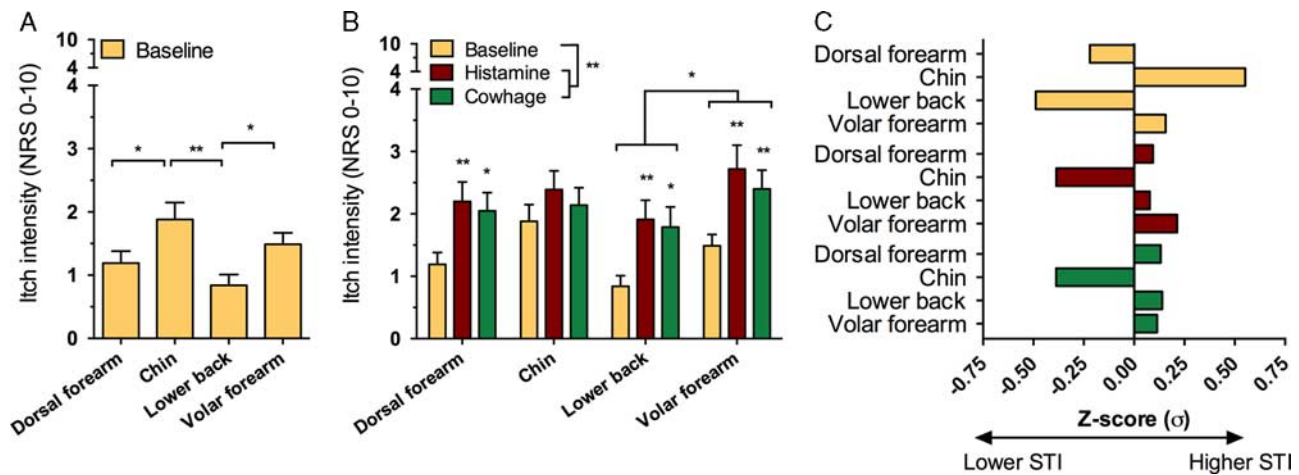 A
Baseline
Itch intensity (NRS 0-10)
10
4
3
2
1
0
* ** *
Dorsal forearm
Chin
Lower back
Volar forearm
B
Baseline
Histamine
Cowhage
**
*
Itch intensity (NRS 0-10)
10
4
3
2
1
0
** * ** * ** **
Dorsal forearm
Chin
Lower back
Volar forearm
C
Dorsal forearm
Chin
Lower back
Volar forearm
Dorsal forearm
Chin
Lower back
Volar forearm
Dorsal forearm
Chin
Lower back
Volar forearm
-0.75 -0.50 -0.25 0.00 0.25 0.50 0.75
Z-score (σ)
Lower STI Higher STI